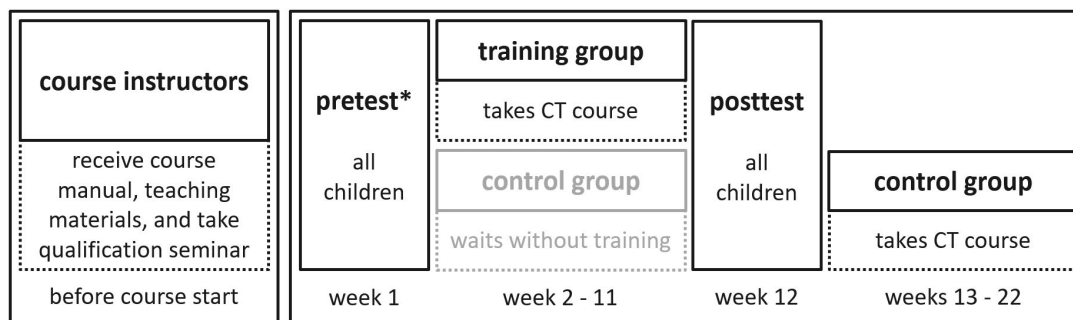 course instructors
receive course
manual, teaching
materials, and take
qualification seminar
before course start
pretest*
all
children
week 1
training group
takes CT course
control group
waits without training
week 2 - 11
posttest
all
children
week 12
control group
takes CT course
weeks 13 - 22